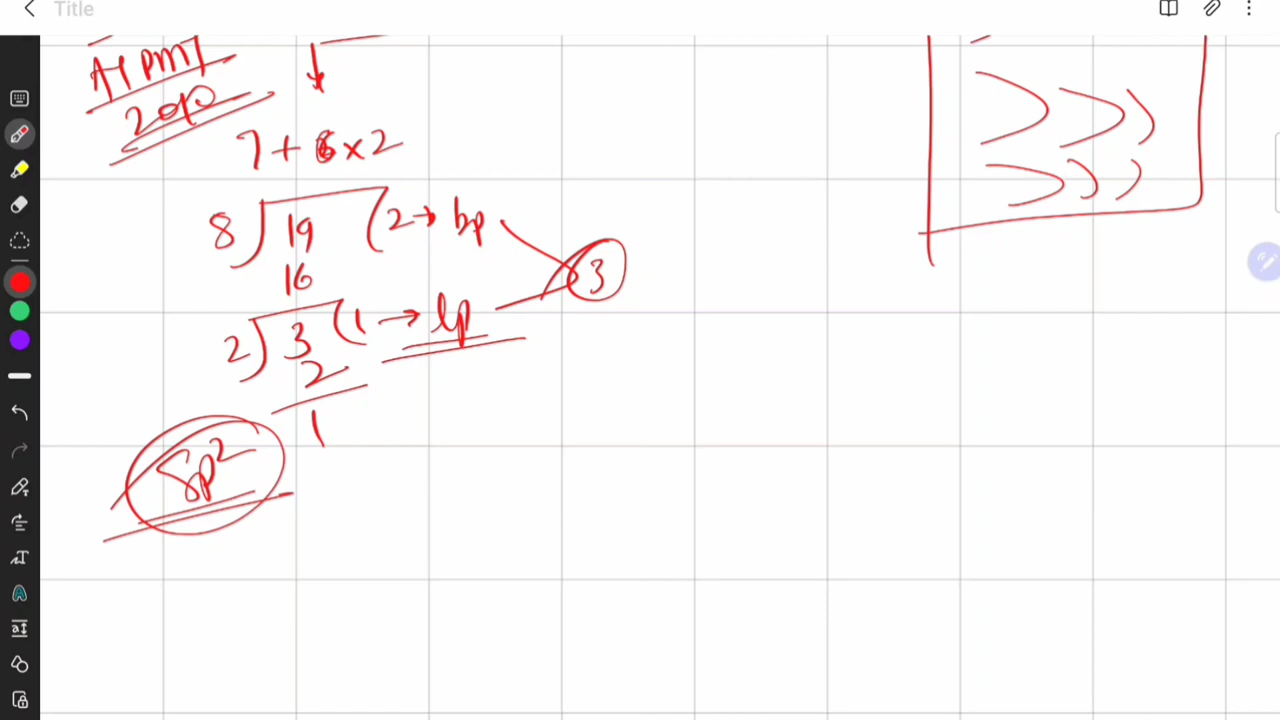 Title
AIPMT
2010
7 + 6 × 2
8 ) 19 ( 2 → bp
16
3
2 ) 3 ( 1 → lp
2
1
Sp²